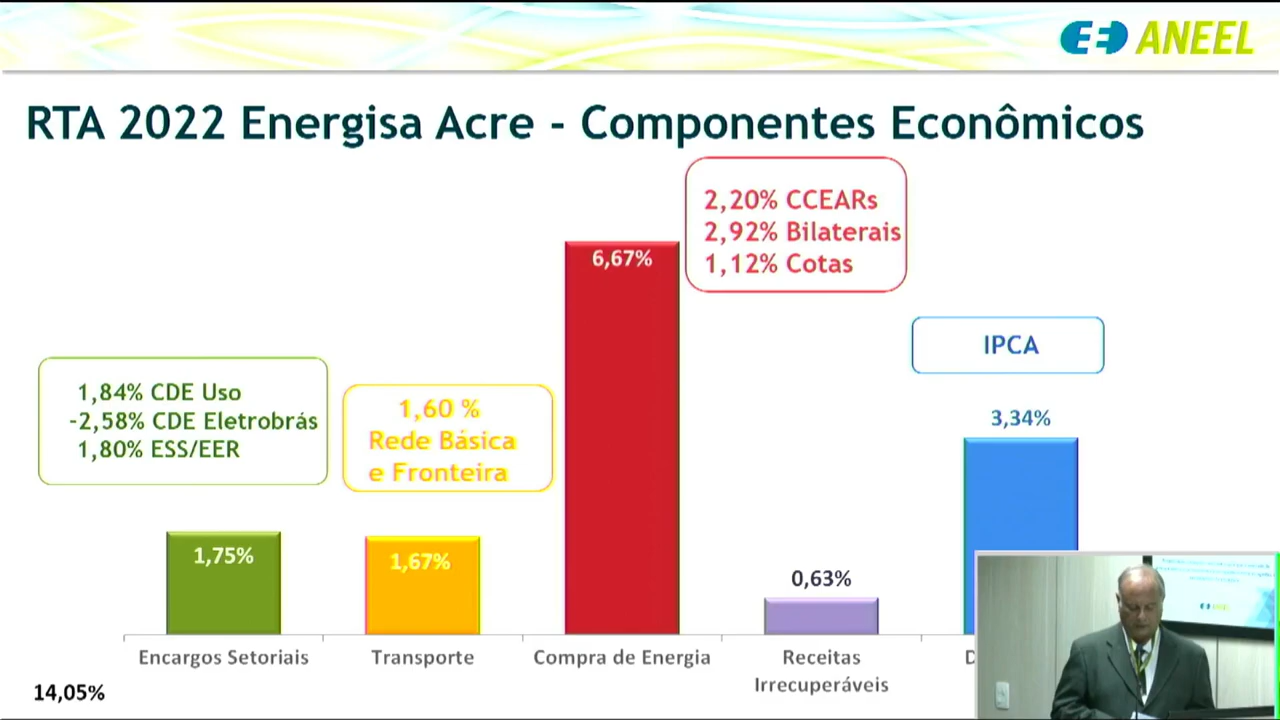 ANEEL
RTA 2022 Energisa Acre - Componentes Econômicos
2,20% CCEARs
2,92% Bilaterais
1,12% Cotas
6,67%
IPCA
1,84% CDE Uso
-2,58% CDE Eletrobrás
1,80% ESS/EER
1,60 %
Rede Básica
e Fronteira
3,34%
1,75%
1,67%
0,63%
Encargos Setoriais
Transporte
Compra de Energia
Receitas
Irrecuperáveis
14,05%
ANEEL